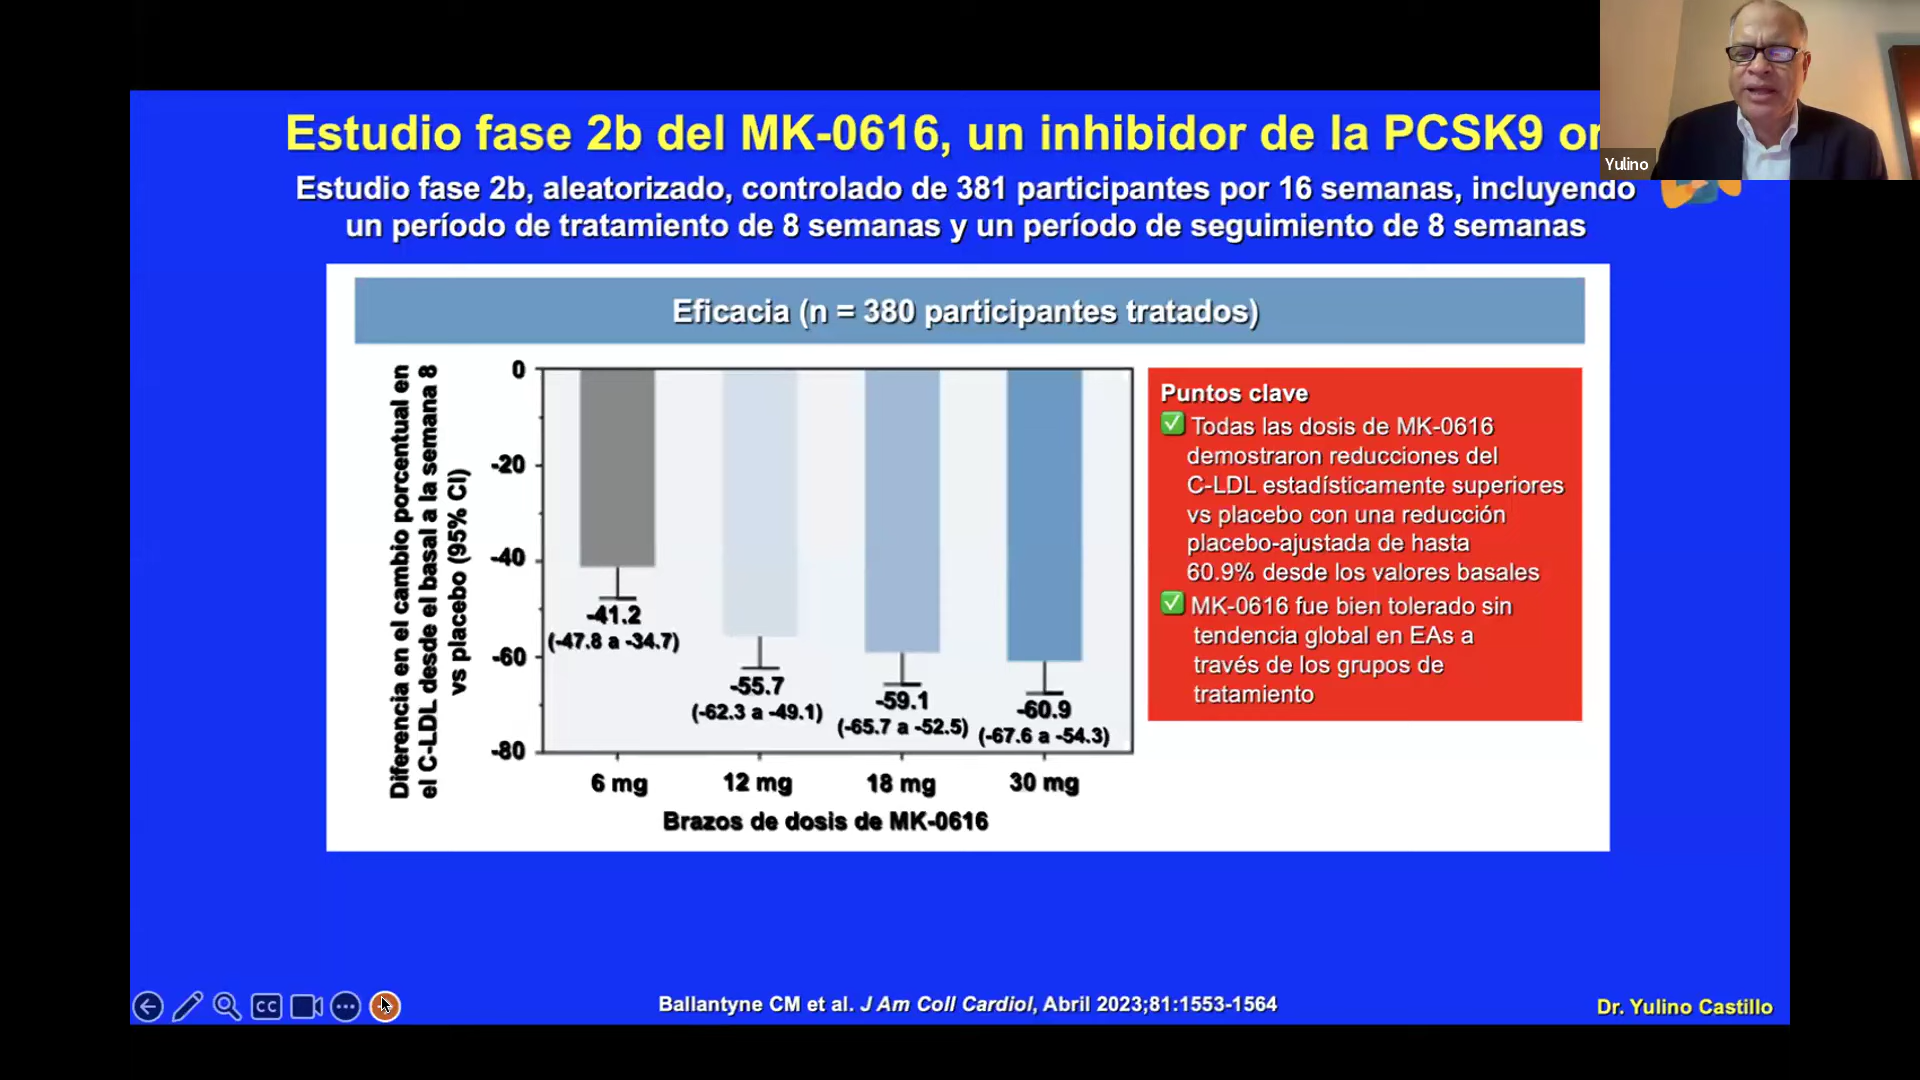 Yulino
Estudio fase 2b del MK-0616, un inhibidor de la PCSK9
Estudio fase 2b, aleatorizado, controlado de 381 participantes por 16 semanas, incluyendo
un período de tratamiento de 8 semanas y un período de seguimiento de 8 semanas
Eficacia (n = 380 participantes tratados)
Diferencia en el cambio porcentual en
el C-LDL desde el basal a la semana 8
vs placebo (95% CI)
0
-20
-40
-60
-80
-41.2
(-47.8 a -34.7)
-55.7
(-62.3 a -49.1)
-59.1
(-65.7 a -52.5)
-60.9
(-67.6 a -54.3)
6 mg
12 mg
18 mg
30 mg
Brazos de dosis de MK-0616
Puntos clave
✅ Todas las dosis de MK-0616
demostraron reducciones del
C-LDL estadísticamente superiores
vs placebo con una reducción
placebo-ajustada de hasta
60.9% desde los valores basales
✅ MK-0616 fue bien tolerado sin
tendencia global en EAs a
través de los grupos de
tratamiento
CC
Ballantyne CM et al. J Am Coll Cardiol, Abril 2023;81:1553-1564
Dr. Yulino Castillo